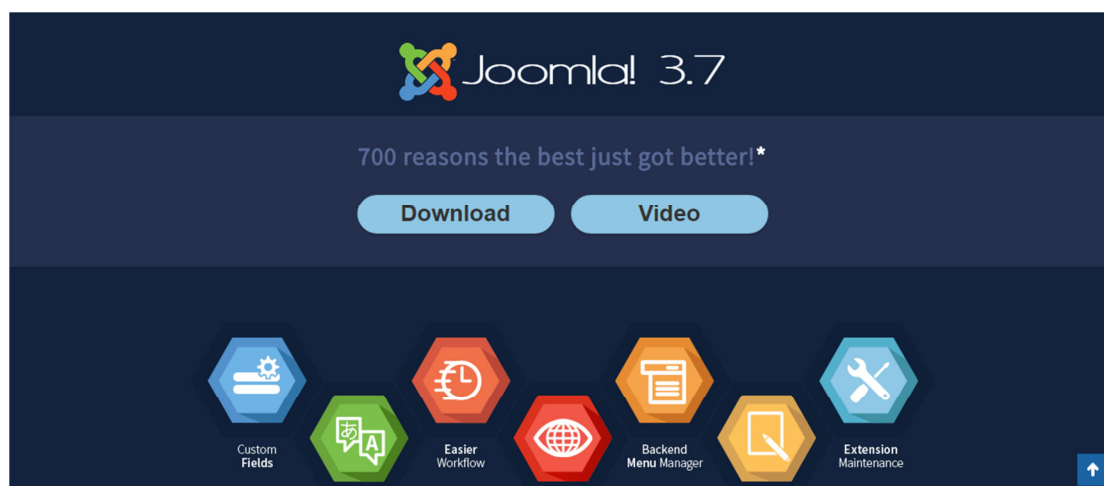 Joomla! 3.7
700 reasons the best just got better!*
Download
Video
あ
A
Custom
Fields
Easier
Workflow
Backend
Menu Manager
Extension
Maintenance